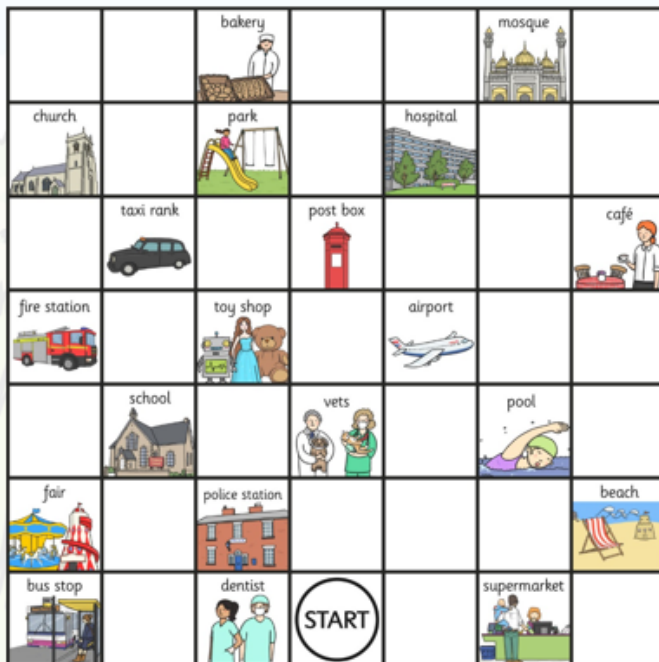 bakery
mosque
church
park
hospital
taxi rank
post box
café
fire station
toy shop
airport
school
vets
pool
fair
police station
beach
bus stop
dentist
START
supermarket